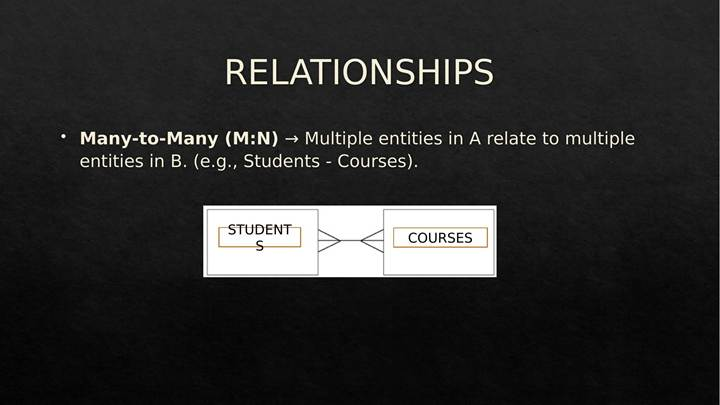 RELATIONSHIPS
• Many-to-Many (M:N) → Multiple entities in A relate to multiple
entities in B. (e.g., Students - Courses).
STUDENT
S
COURSES